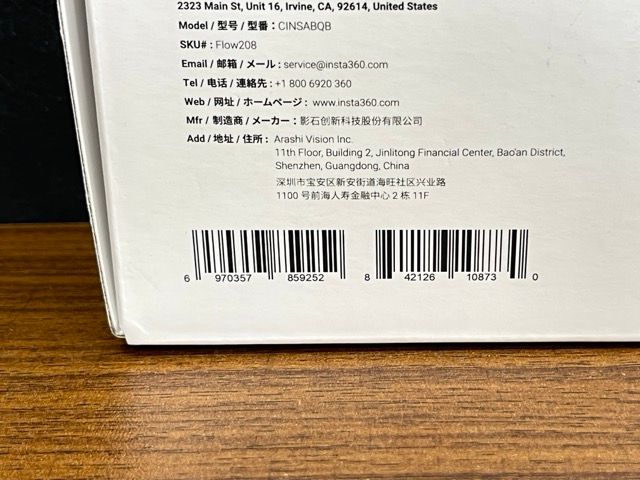 2323 Main St, Unit 16, Irvine, CA, 92614, United States
Model / 型号 / 型番 : CINSABQB
SKU# : Flow208
Email / 邮箱 / メール : service@insta360.com
Tel / 电话 / 連絡先 : +1 800 6920 360
Web / 网址 / ホームページ : www.insta360.com
Mfr / 制造商 / メーカー : 影石创新科技股份有限公司
Add / 地址 / 住所 : Arashi Vision Inc.
11th Floor, Building 2, Jinlitong Financial Center, Bao'an District,
Shenzhen, Guangdong, China
深圳市宝安区新安街道海旺社区兴业路
1100 号前海人寿金融中心 2 栋 11F
6 970357 859252 8 42126 10873 0